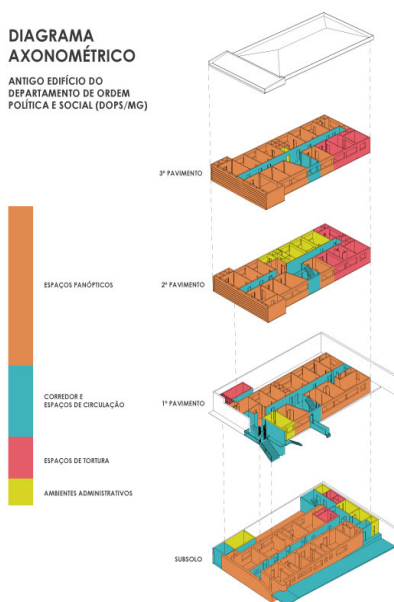 DIAGRAMA
AXONOMÉTRICO
ANTIGO EDIFÍCIO DO
DEPARTAMENTO DE ORDEM
POLÍTICA E SOCIAL (DOPS/MG)
3º PAVIMENTO
ESPAÇOS PANÓPTICOS
2º PAVIMENTO
CORREDOR E
ESPAÇOS DE CIRCULAÇÃO
1º PAVIMENTO
ESPAÇOS DE TORTURA
AMBIENTES ADMINISTRATIVOS
SUBSOLO